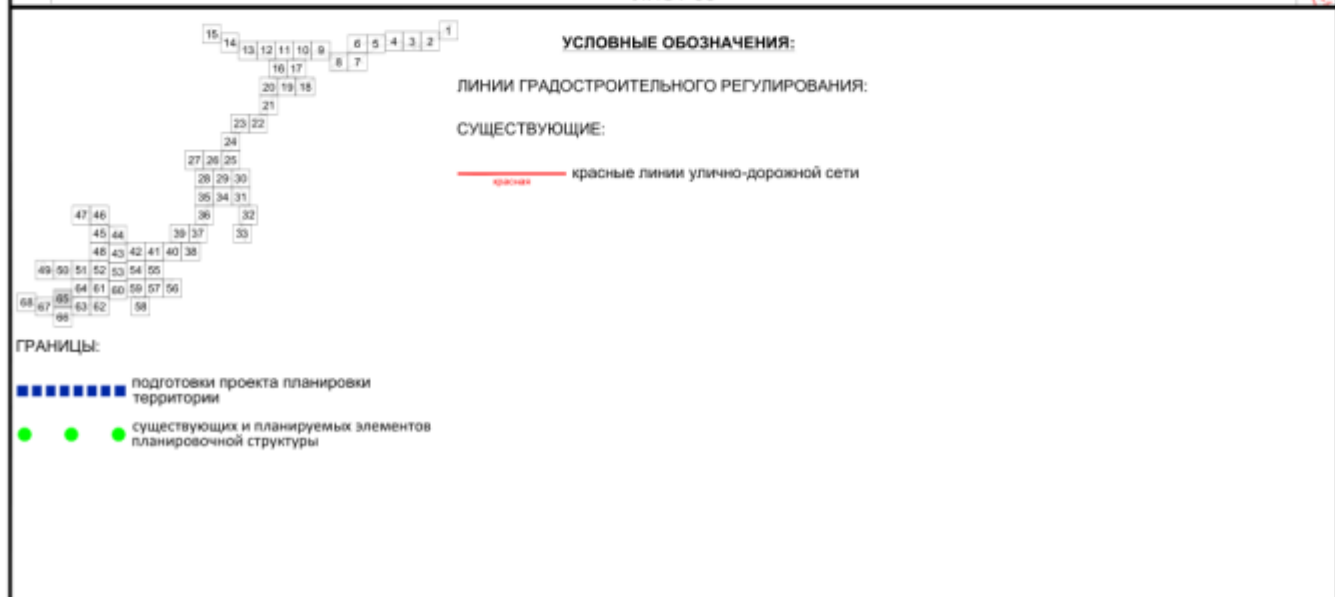 15 14 13 12 11 10 9 8 7 6 5 4 3 2 1
16 17
20 19 18
21
23 22
24
27 26 25
28 29 30
35 34 31
36 32
47 46
45 44 39 37 33
48 43 42 41 40 38
49 50 51 52 53 54 55
64 61 60 59 57 56
68 67 65 63 62 58
66
УСЛОВНЫЕ ОБОЗНАЧЕНИЯ:
ЛИНИИ ГРАДОСТРОИТЕЛЬНОГО РЕГУЛИРОВАНИЯ:
СУЩЕСТВУЮЩИЕ:
красная
красные линии улично-дорожной сети
ГРАНИЦЫ:
подготовки проекта планировки
территории
существующих и планируемых элементов
планировочной структуры